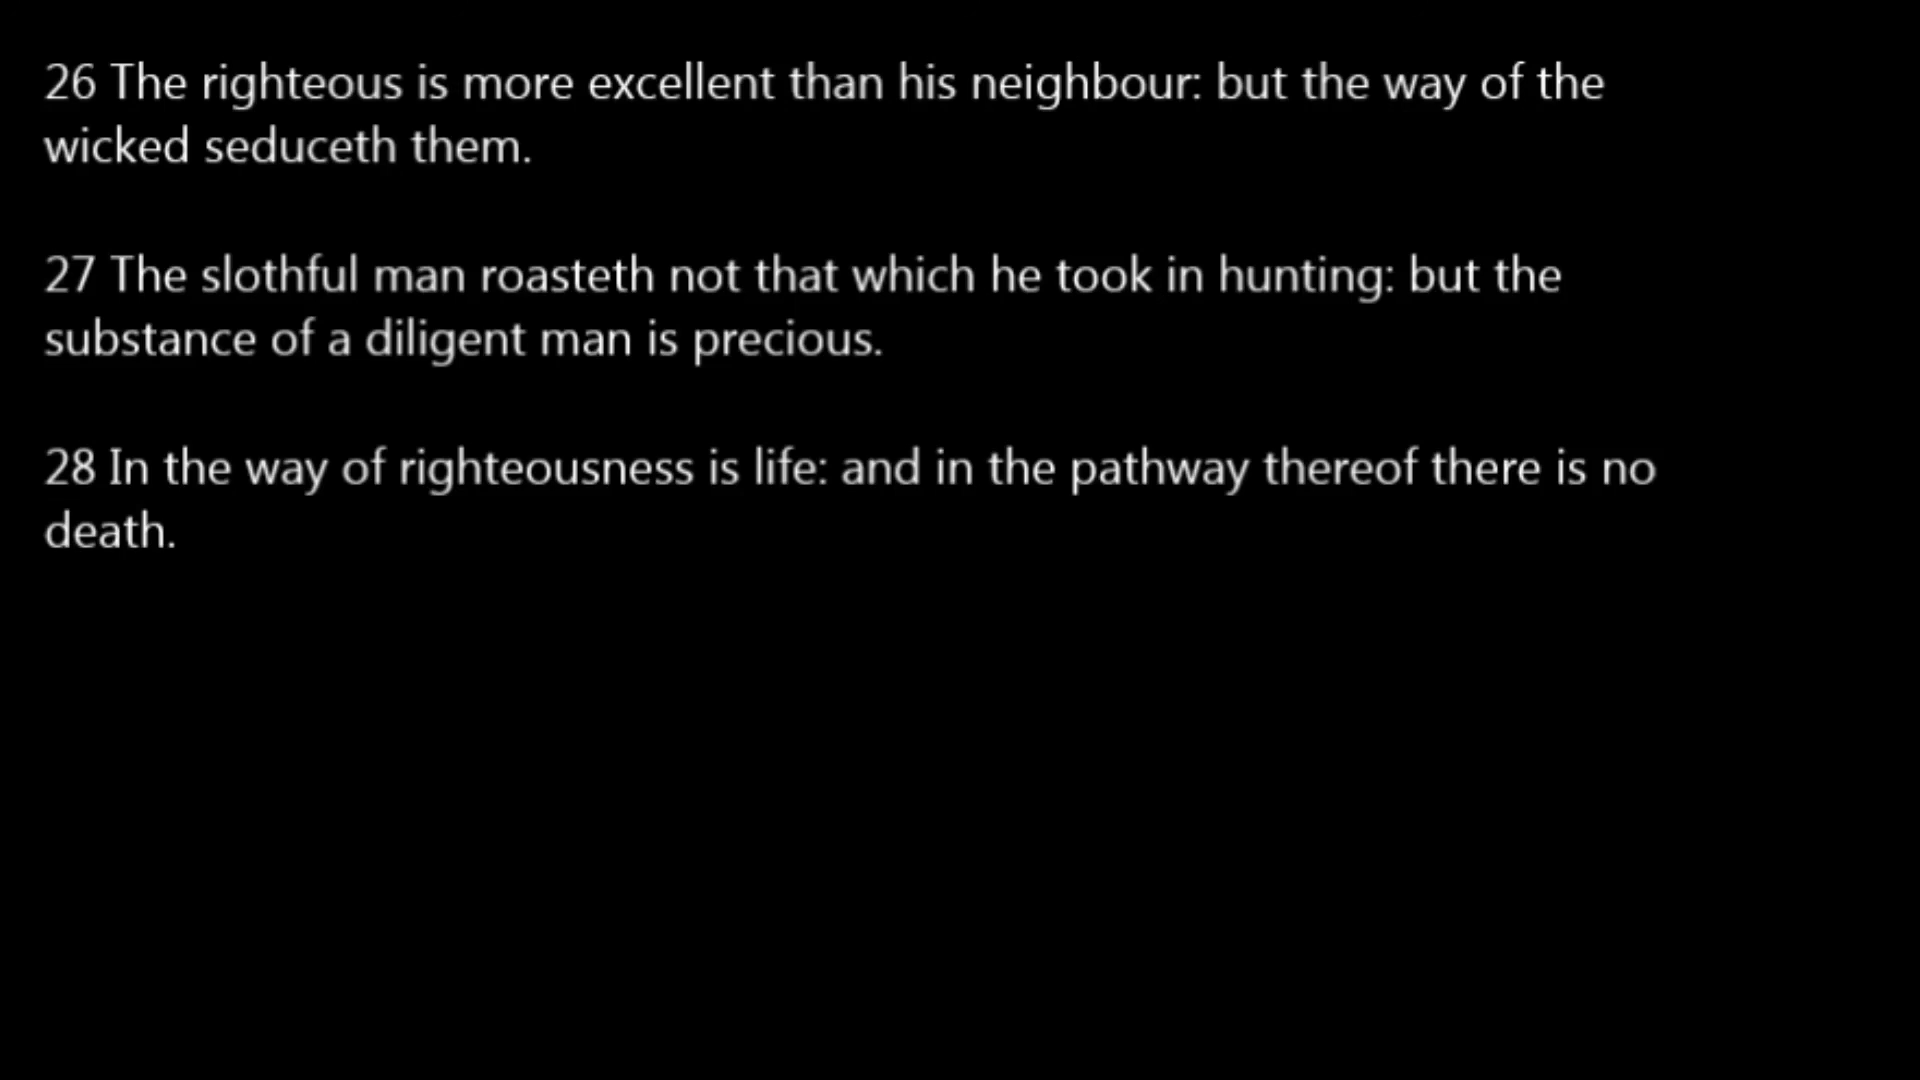 26 The righteous is more excellent than his neighbour: but the way of the
wicked seduceth them.
27 The slothful man roasteth not that which he took in hunting: but the
substance of a diligent man is precious.
28 In the way of righteousness is life: and in the pathway thereof there is no
death.